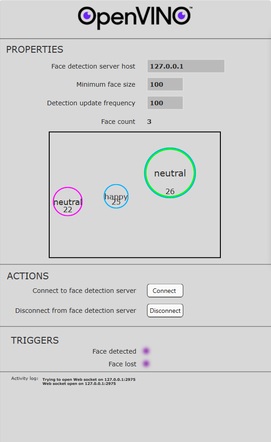 OpenVINO
PROPERTIES
Face detection server host 127.0.0.1
Minimum face size 100
Detection update frequency 100
Face count 3
neutral
26
happy
23
neutral
22
ACTIONS
Connect to face detection server Connect
Disconnect from face detection server Disconnect
TRIGGERS
Face detected
Face lost
Activity log: Trying to open Web socket on 127.0.0.1:2975
Web socket open on 127.0.0.1:2975